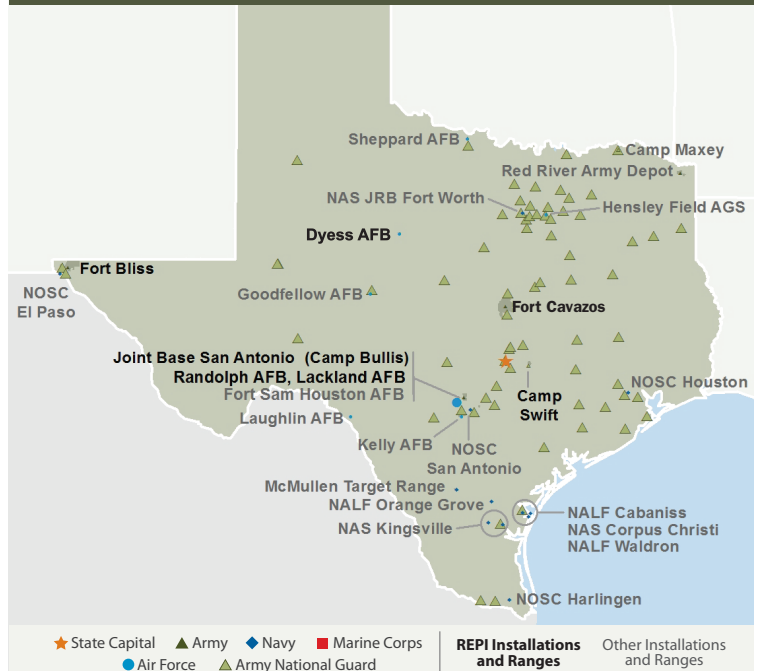 Sheppard AFB
Camp Maxey
Red River Army Depot
NAS JRB Fort Worth
Hensley Field AGS
Dyess AFB
Fort Bliss
NOSC
El Paso
Goodfellow AFB
Fort Cavazos
Joint Base San Antonio (Camp Bullis)
Randolph AFB, Lackland AFB
Fort Sam Houston AFB
Camp
Swift
NOSC Houston
Laughlin AFB
Kelly AFB
NOSC
San Antonio
McMullen Target Range
NALF Orange Grove
NAS Kingsville
NALF Cabaniss
NAS Corpus Christi
NALF Waldron
NOSC Harlingen
State Capital
Army
Navy
Marine Corps
Air Force
Army National Guard
REPI Installations
and Ranges
Other Installations
and Ranges